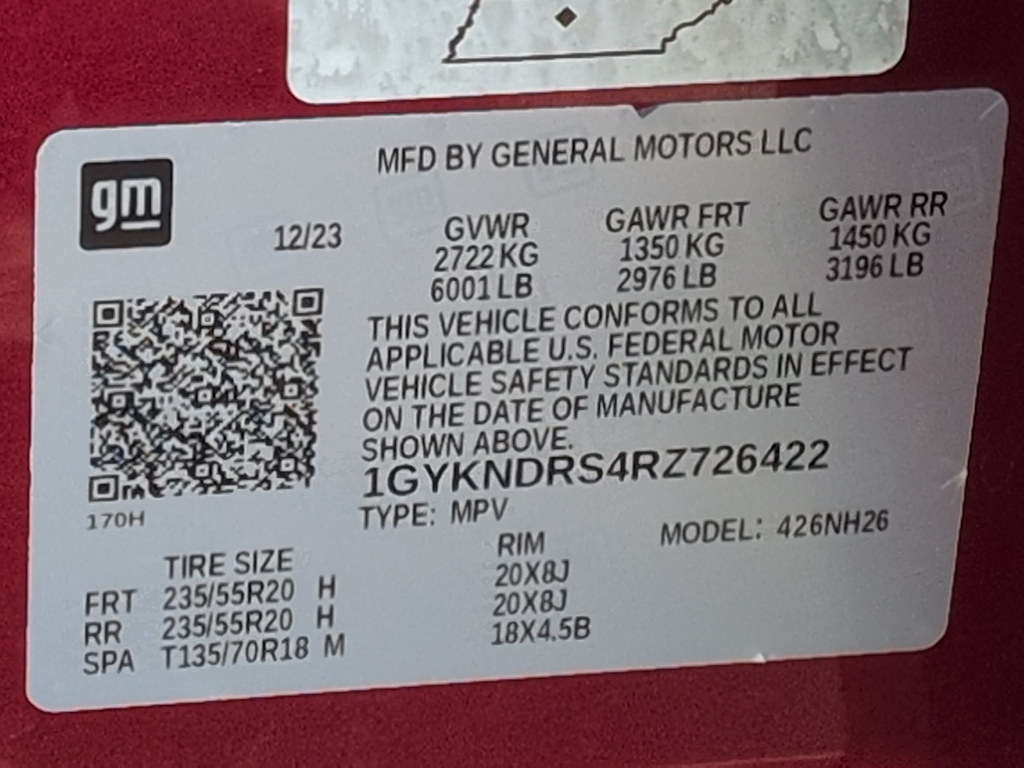 MFD BY GENERAL MOTORS LLC
gm
12/23
GVWR GAWR FRT GAWR RR
2722 KG 1350 KG 1450 KG
6001 LB 2976 LB 3196 LB
THIS VEHICLE CONFORMS TO ALL
APPLICABLE U.S. FEDERAL MOTOR
VEHICLE SAFETY STANDARDS IN EFFECT
ON THE DATE OF MANUFACTURE
SHOWN ABOVE.
1GYKNDRS4RZ726422
170H
TYPE: MPV MODEL: 426NH26
TIRE SIZE RIM
FRT 235/55R20 H 20X8J
RR 235/55R20 H 20X8J
SPA T135/70R18 M 18X4.5B